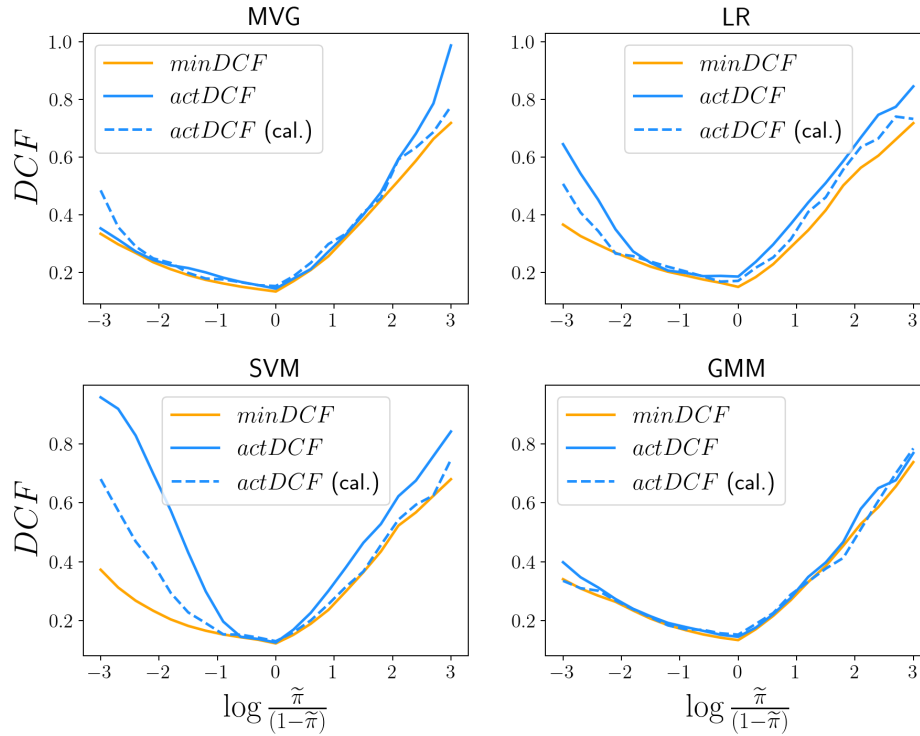 MVG
minDCF
actDCF
actDCF (cal.)
DCF
1.0
0.8
0.6
0.4
0.2
−3 −2 −1 0 1 2 3
LR
minDCF
actDCF
actDCF (cal.)
1.0
0.8
0.6
0.4
0.2
−3 −2 −1 0 1 2 3
SVM
minDCF
actDCF
actDCF (cal.)
DCF
0.8
0.6
0.4
0.2
−3 −2 −1 0 1 2 3
log π̃/(1−π̃)
GMM
minDCF
actDCF
actDCF (cal.)
0.8
0.6
0.4
0.2
−3 −2 −1 0 1 2 3
log π̃/(1−π̃)